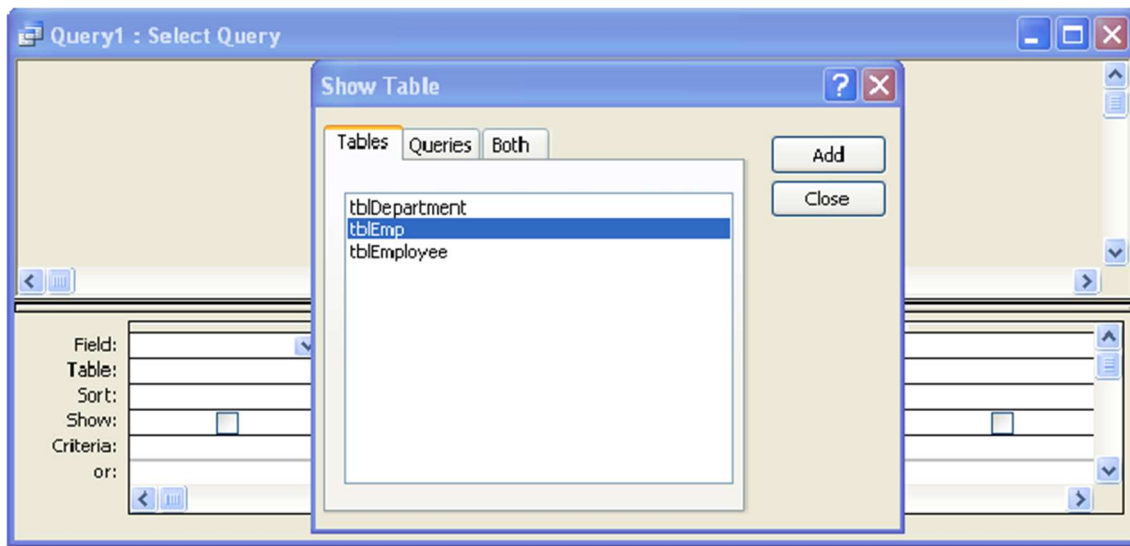 Query1 : Select Query
Show Table
Tables Queries Both
Add
Close
tblDepartment
tblEmp
tblEmployee
Field:
Table:
Sort:
Show:
Criteria:
or: